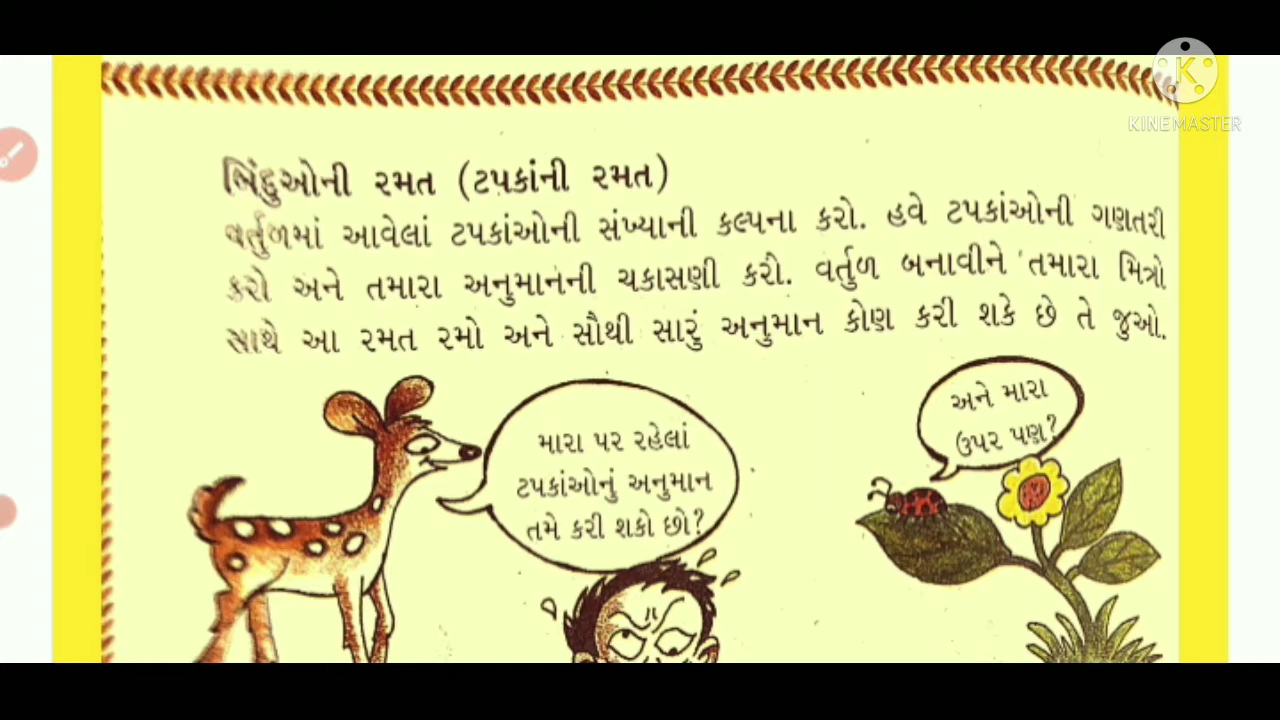 બિંદુઓની રમત (ટપકાંની રમત)
વર્તુળમાં આવેલાં ટપકાંઓની સંખ્યાની કલ્પના કરો. હવે ટપકાંઓની ગણતરી
કરો અને તમારા અનુમાનની ચકાસણી કરો. વર્તુળ બનાવીને તમારા મિત્રો
સાથે આ રમત રમો અને સૌથી સારું અનુમાન કોણ કરી શકે છે તે જુઓ.
મારા પર રહેલાં
ટપકાંઓનું અનુમાન
તમે કરી શકો છો?
અને મારા
ઉપર પણ?
K
KINEMASTER